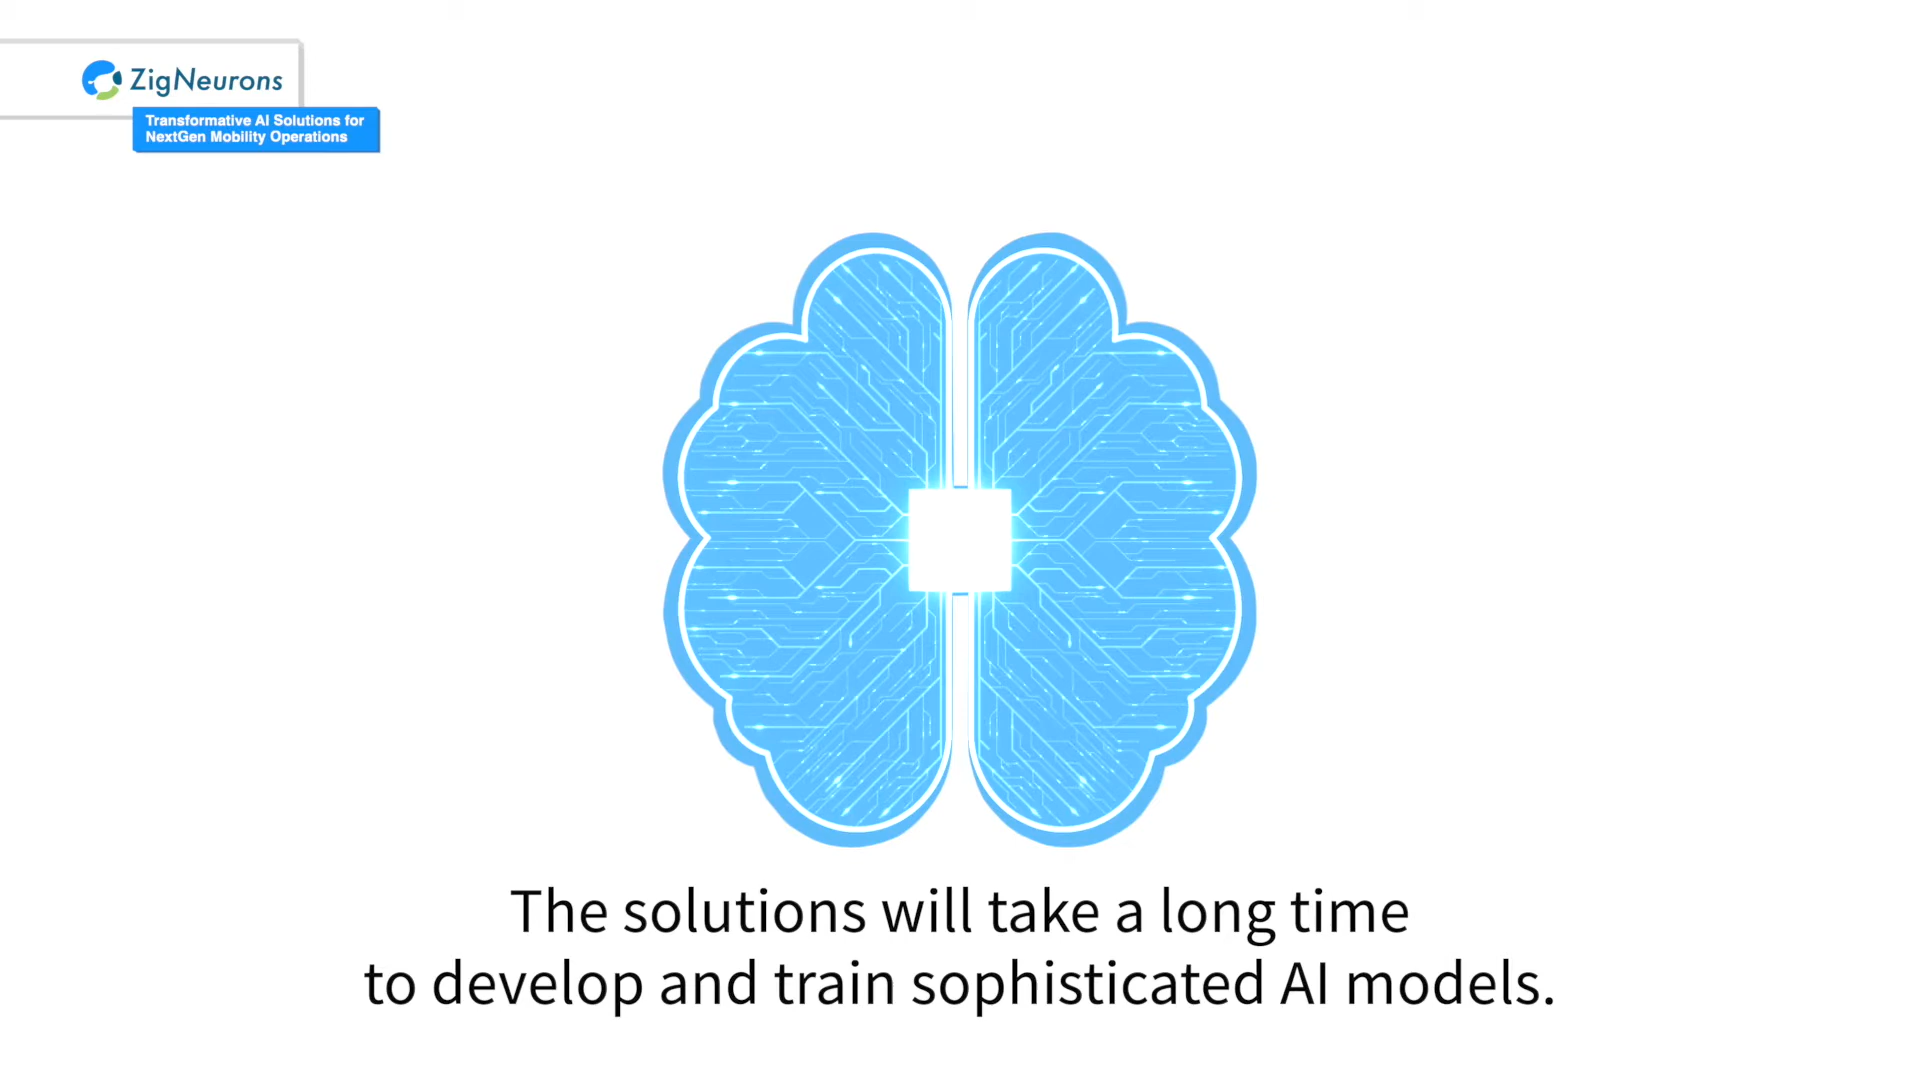 ZigNeurons
Transformative AI Solutions for
NextGen Mobility Operations
The solutions will take a long time
to develop and train sophisticated AI models.